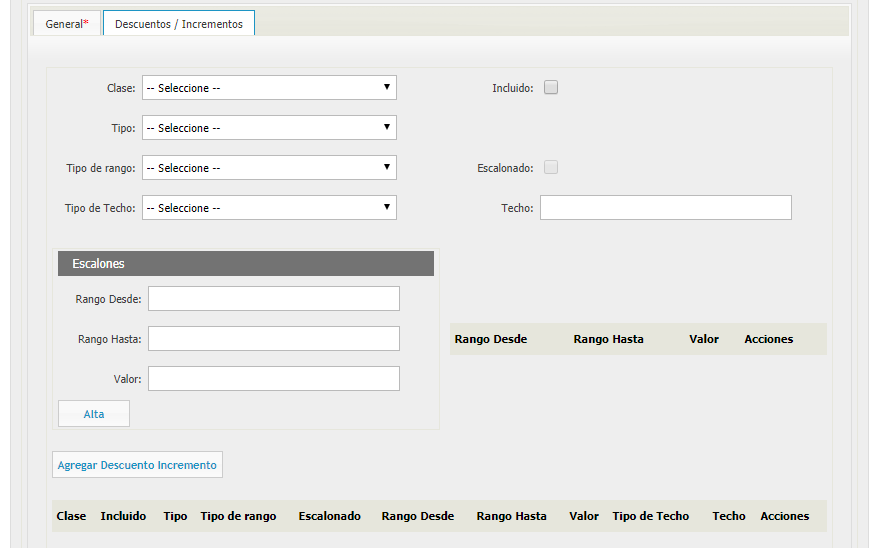 General* Descuentos / Incrementos
Clase: -- Seleccione -- Incluido:
Tipo: -- Seleccione --
Tipo de rango: -- Seleccione -- Escalonado:
Tipo de Techo: -- Seleccione -- Techo:
Escalones
Rango Desde:
Rango Hasta:
Rango Desde Rango Hasta Valor Acciones
Valor:
Alta
Agregar Descuento Incremento
Clase Incluido Tipo Tipo de rango Escalonado Rango Desde Rango Hasta Valor Tipo de Techo Techo Acciones